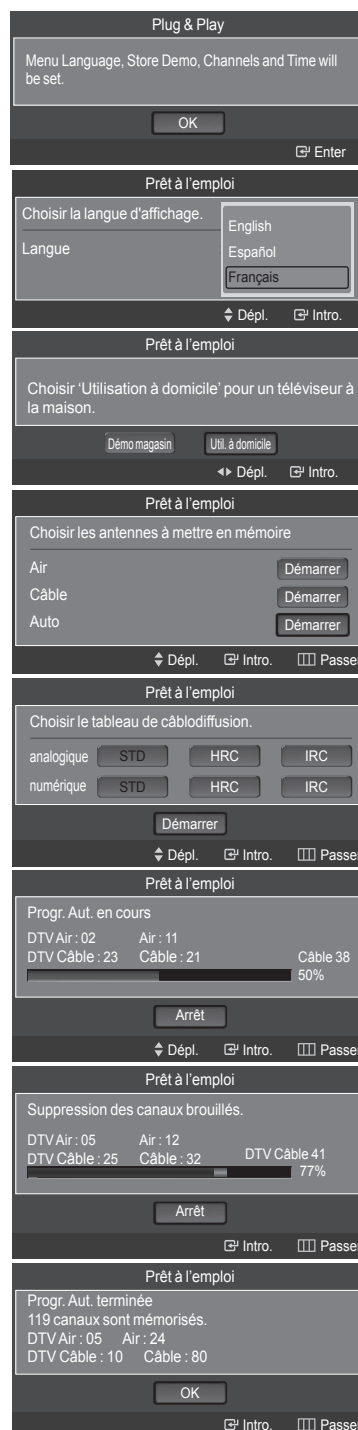 Plug & Play
Menu Language, Store Demo, Channels and Time will
be set.
OK
Enter
Prêt à l'emploi
Choisir la langue d'affichage.
Langue
English
Español
Français
Dépl. Intro.
Prêt à l'emploi
Choisir ‘Utilisation à domicile’ pour un téléviseur à
la maison.
Démo magasin Util. à domicile
Dépl. Intro.
Prêt à l'emploi
Choisir les antennes à mettre en mémoire
Air Démarrer
Câble Démarrer
Auto Démarrer
Dépl. Intro. Passer
Prêt à l'emploi
Choisir le tableau de câblodiffusion.
analogique STD HRC IRC
numérique STD HRC IRC
Démarrer
Dépl. Intro. Passer
Prêt à l'emploi
Progr. Aut. en cours
DTV Air : 02 Air : 11
DTV Câble : 23 Câble : 21 Câble 38
50%
Arrêt
Dépl. Intro. Passer
Prêt à l'emploi
Suppression des canaux brouillés.
DTV Air : 05 Air : 12
DTV Câble : 25 Câble : 32 DTV Câble 41
77%
Arrêt
Intro. Passer
Prêt à l'emploi
Progr. Aut. terminée
119 canaux sont mémorisés.
DTV Air : 05 Air : 24
DTV Câble : 10 Câble : 80
OK
Intro. Passer